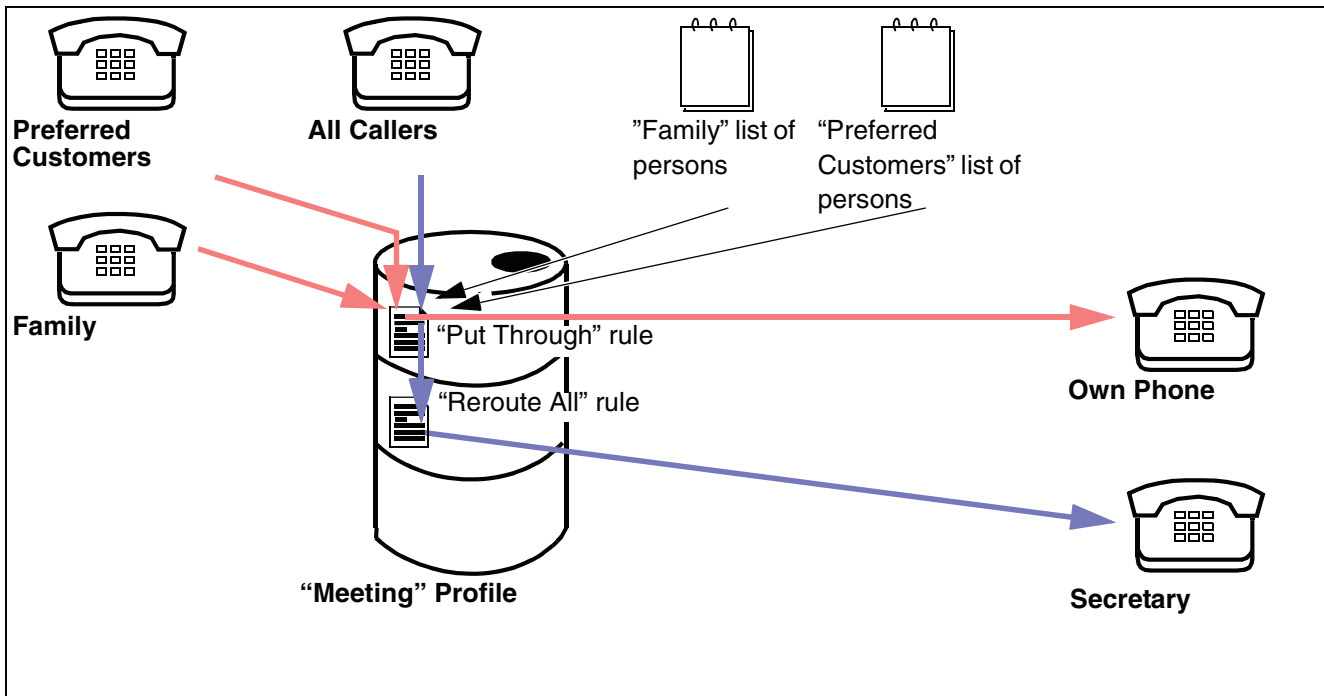 Preferred
Customers
All Callers
”Family” list of
persons
“Preferred
Customers” list of
persons
Family
“Put Through” rule
“Reroute All” rule
Own Phone
“Meeting” Profile
Secretary